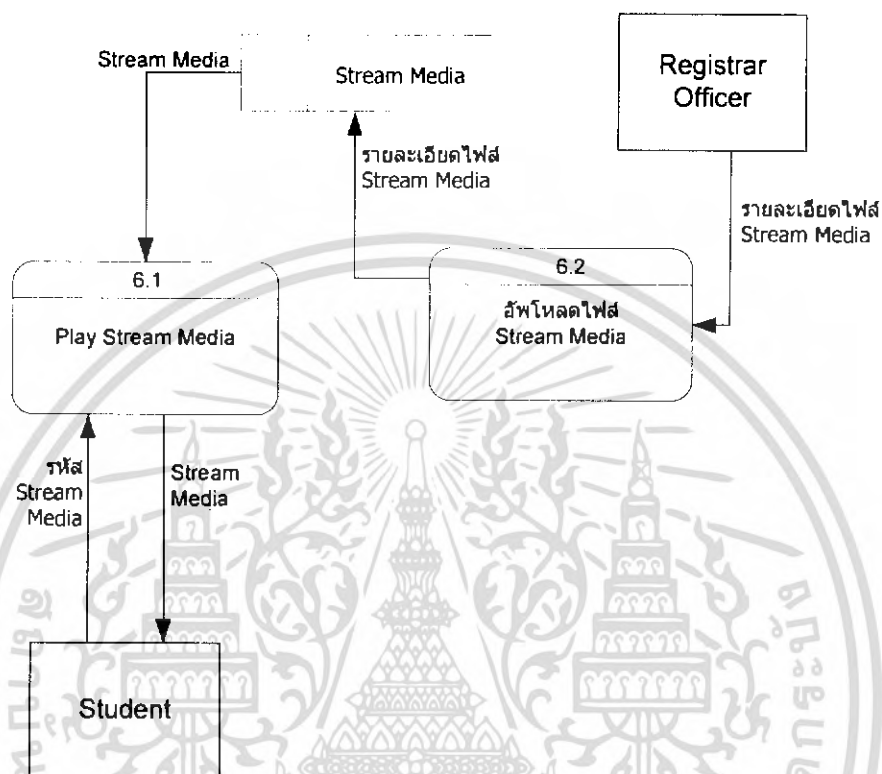 Stream Media
Stream Media
Registrar
Officer
รายละเอียดไฟล์
Stream Media
รายละเอียดไฟล์
Stream Media
6.1
Play Stream Media
6.2
อัพโหลดไฟล์
Stream Media
รหัส
Stream
Media
Stream
Media
Student